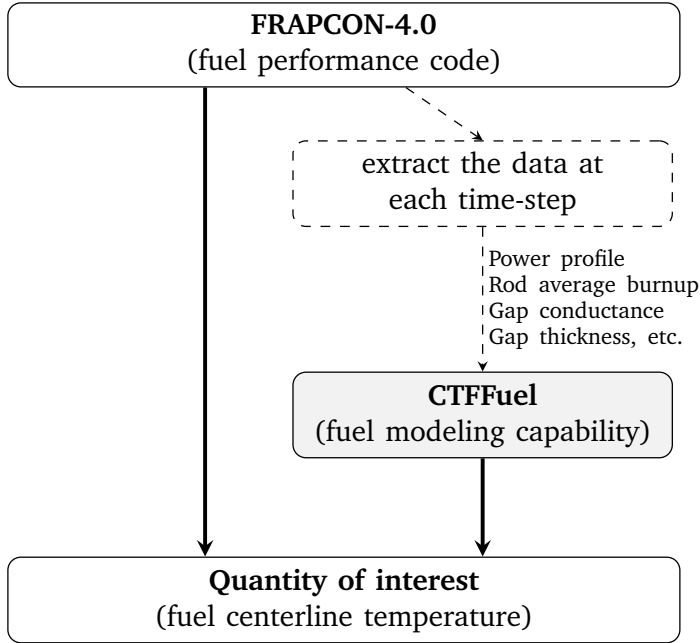 FRAPCON-4.0
(fuel performance code)
extract the data at
each time-step
Power profile
Rod average burnup
Gap conductance
Gap thickness, etc.
CTFFuel
(fuel modeling capability)
Quantity of interest
(fuel centerline temperature)